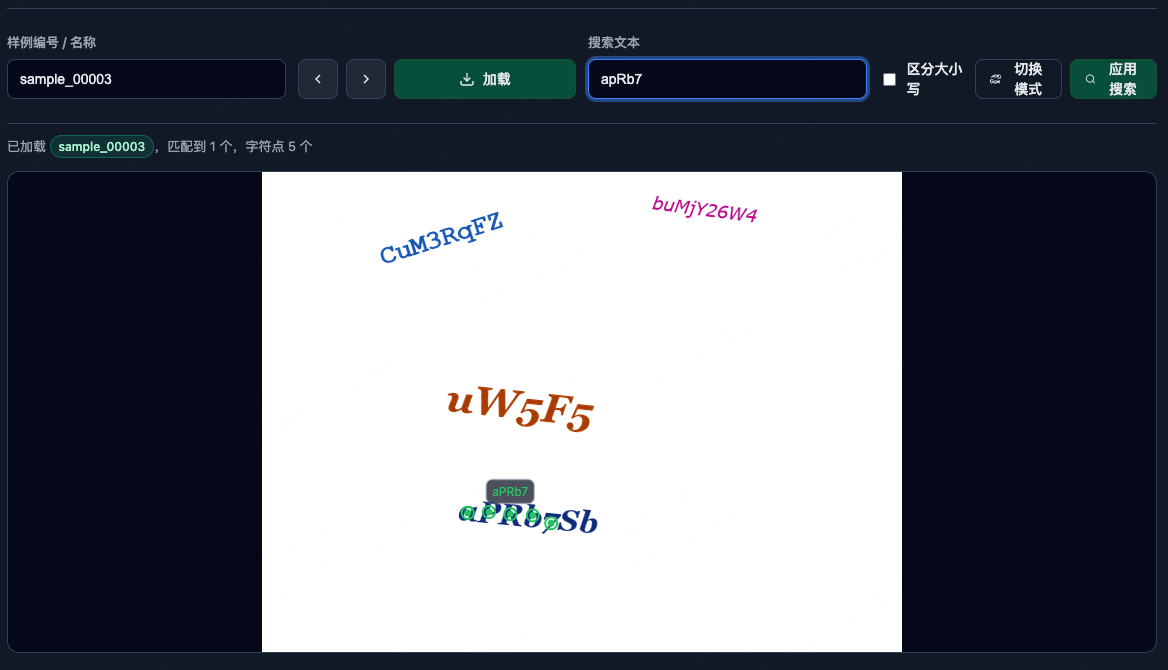 样例编号 / 名称
搜索文本
sample_00003
加载
apRb7
区分大小写
切换模式
应用搜索
已加载 sample_00003，匹配到 1 个，字符点 5 个
buMjY26W4
CuM3RqFZ
uW5F5
aPRb7
aPRb7Sb